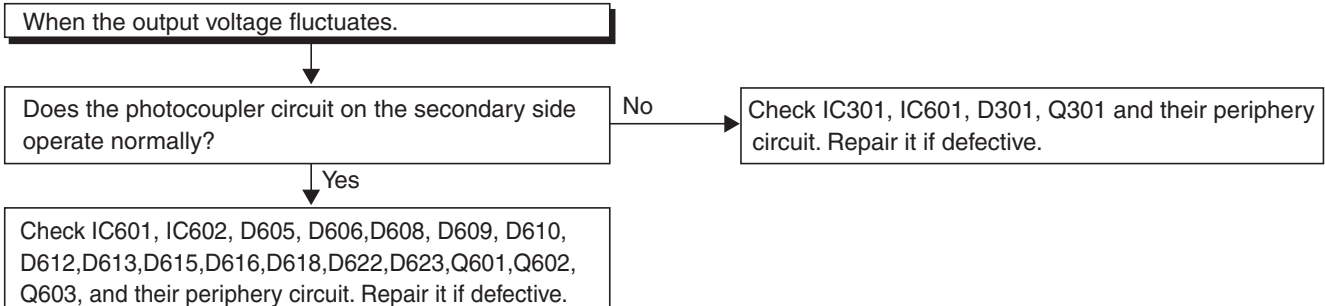 When the output voltage fluctuates.
Does the photocoupler circuit on the secondary side
operate normally?
No
Check IC301, IC601, D301, Q301 and their periphery
circuit. Repair it if defective.
Yes
Check IC601, IC602, D605, D606,D608, D609, D610,
D612,D613,D615,D616,D618,D622,D623,Q601,Q602,
Q603, and their periphery circuit. Repair it if defective.